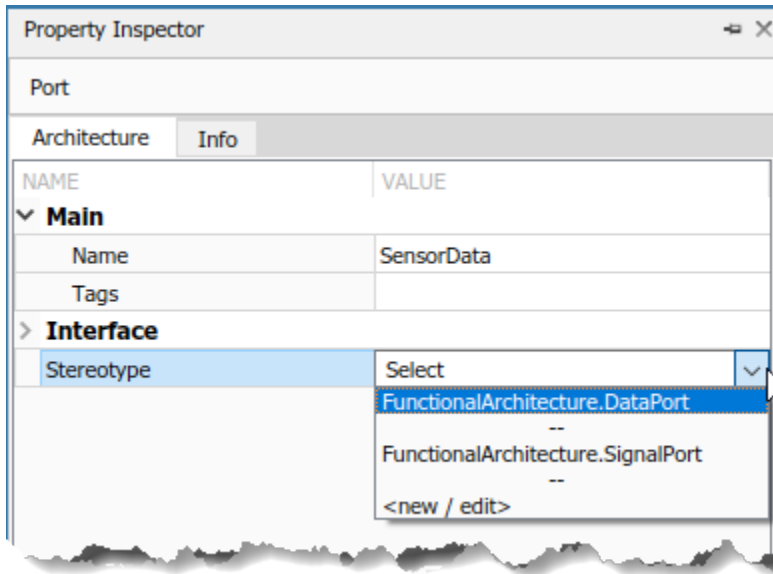 Property Inspector
Port
Architecture Info
NAME VALUE
Main
Name SensorData
Tags
Interface
Stereotype Select
FunctionalArchitecture.DataPort
--
FunctionalArchitecture.SignalPort
--
<new / edit>